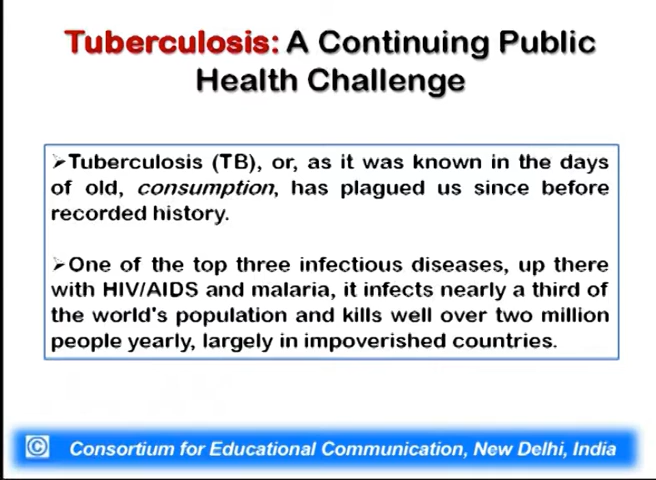 Tuberculosis: A Continuing Public
Health Challenge
➢Tuberculosis (TB), or, as it was known in the days
of old, consumption, has plagued us since before
recorded history.
➢One of the top three infectious diseases, up there
with HIV/AIDS and malaria, it infects nearly a third of
the world's population and kills well over two million
people yearly, largely in impoverished countries.
© Consortium for Educational Communication, New Delhi, India